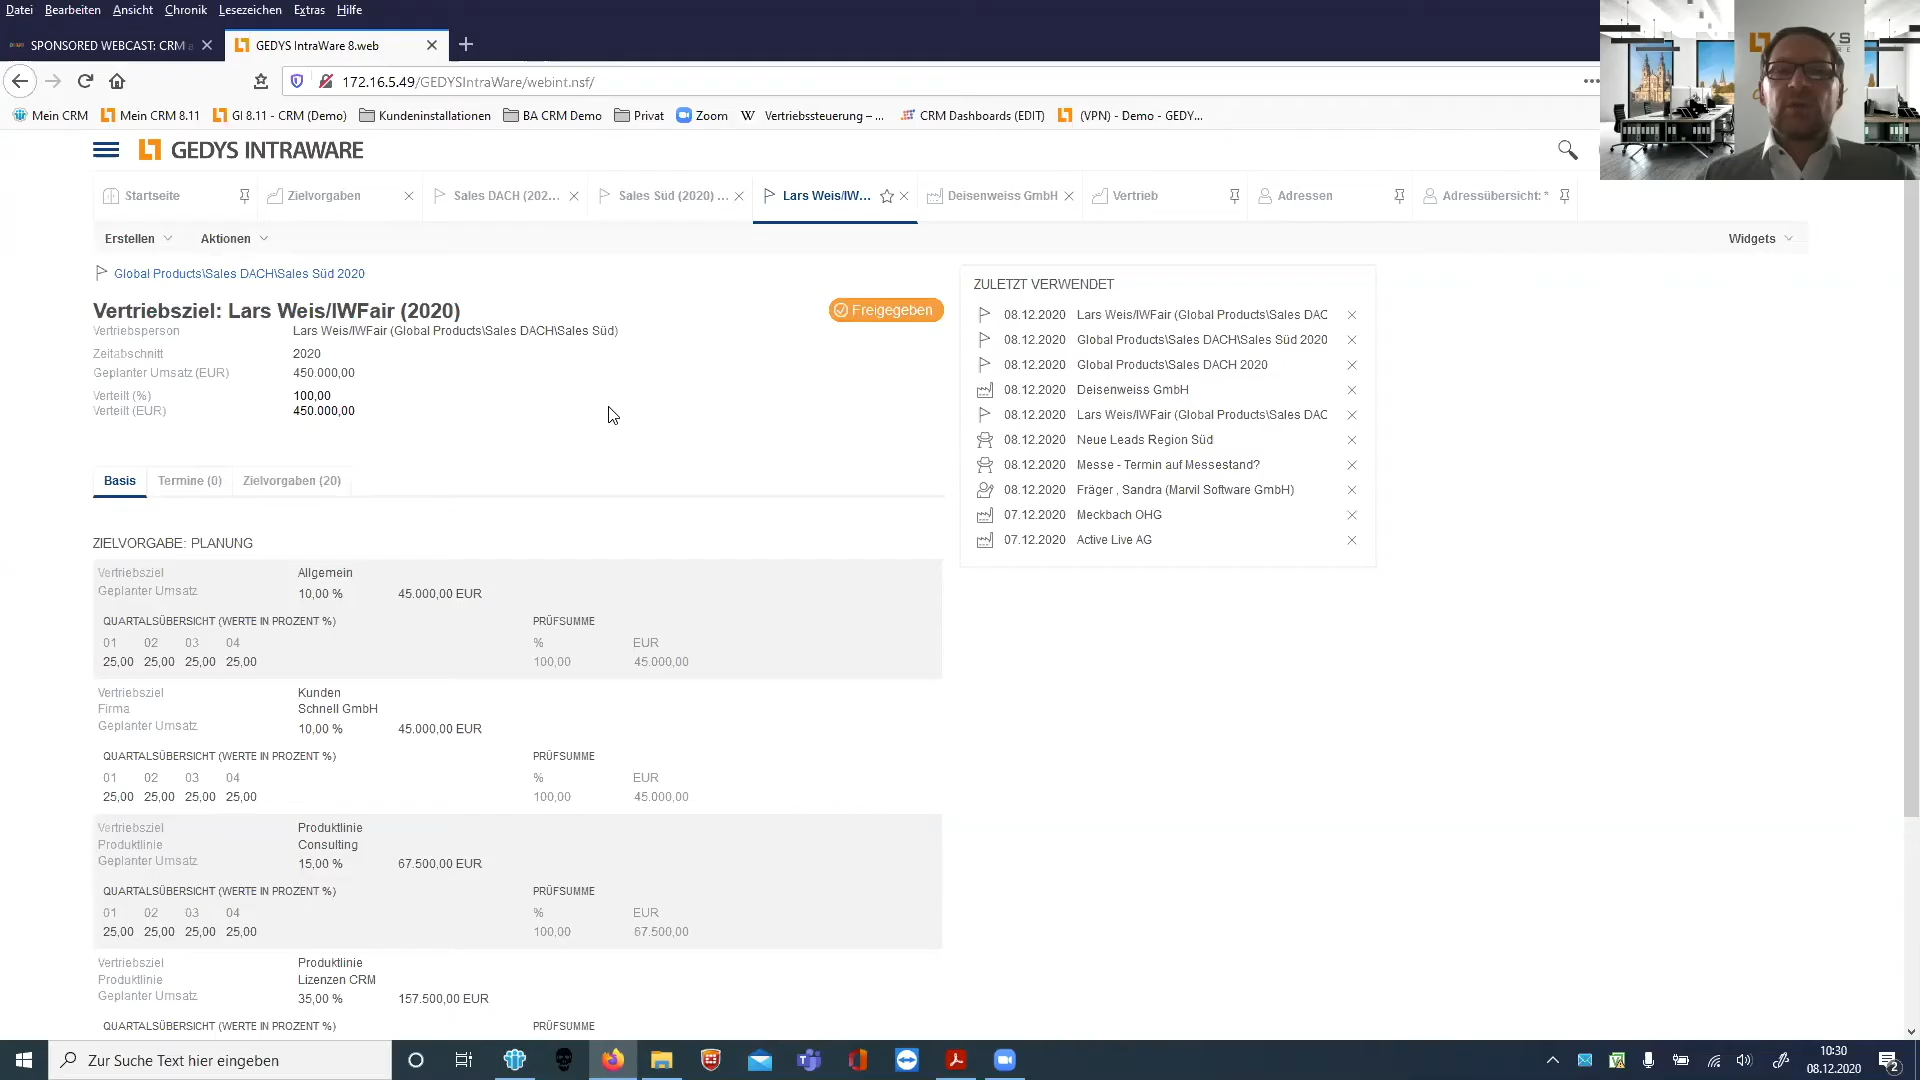 Datei Bearbeiten Ansicht Chronik Lesezeichen Extras Hilfe
SPONSORED WEBCAST: CRM
GEDYS IntraWare 8.web
172.16.5.49/GEDYSIntraWare/webint.nsf/
Mein CRM Mein CRM 8.11 GI 8.11 - CRM (Demo) Kundeninstallationen BA CRM Demo Privat Zoom W Vertriebssteuerung – ... CRM Dashboards (EDIT) (VPN) - Demo - GEDY...
GEDYS INTRAWARE
Startseite Zielvorgaben Sales DACH (202... Sales Süd (2020) ... Lars Weis/IW... Deisenweiss GmbH Vertrieb Adressen Adressübersicht: *
Erstellen Aktionen Widgets
Global Products\Sales DACH\Sales Süd 2020
Vertriebsziel: Lars Weis/IWFair (2020)
Freigegeben
Vertriebsperson Lars Weis/IWFair (Global Products\Sales DACH\Sales Süd)
Zeitabschnitt 2020
Geplanter Umsatz (EUR) 450.000,00
Verteilt (%) 100,00
Verteilt (EUR) 450.000,00
Basis Termine (0) Zielvorgaben (20)
ZIELVORGABE: PLANUNG
Vertriebsziel Allgemein
Geplanter Umsatz 10,00 % 45.000,00 EUR
QUARTALSÜBERSICHT (WERTE IN PROZENT %) PRÜFSUMME
01 02 03 04 % EUR
25,00 25,00 25,00 25,00 100,00 45.000,00
Vertriebsziel Kunden
Firma Schnell GmbH
Geplanter Umsatz 10,00 % 45.000,00 EUR
QUARTALSÜBERSICHT (WERTE IN PROZENT %) PRÜFSUMME
01 02 03 04 % EUR
25,00 25,00 25,00 25,00 100,00 45.000,00
Vertriebsziel Produktlinie
Produktlinie Consulting
Geplanter Umsatz 15,00 % 67.500,00 EUR
QUARTALSÜBERSICHT (WERTE IN PROZENT %) PRÜFSUMME
01 02 03 04 % EUR
25,00 25,00 25,00 25,00 100,00 67.500,00
Vertriebsziel Produktlinie
Produktlinie Lizenzen CRM
Geplanter Umsatz 35,00 % 157.500,00 EUR
QUARTALSÜBERSICHT (WERTE IN PROZENT %) PRÜFSUMME
ZULETZT VERWENDET
08.12.2020 Lars Weis/IWFair (Global Products\Sales DAC
08.12.2020 Global Products\Sales DACH\Sales Süd 2020
08.12.2020 Global Products\Sales DACH 2020
08.12.2020 Deisenweiss GmbH
08.12.2020 Lars Weis/IWFair (Global Products\Sales DAC
08.12.2020 Neue Leads Region Süd
08.12.2020 Messe - Termin auf Messestand?
08.12.2020 Fräger , Sandra (Marvil Software GmbH)
07.12.2020 Meckbach OHG
07.12.2020 Active Live AG
Zur Suche Text hier eingeben
10:30
08.12.2020
2